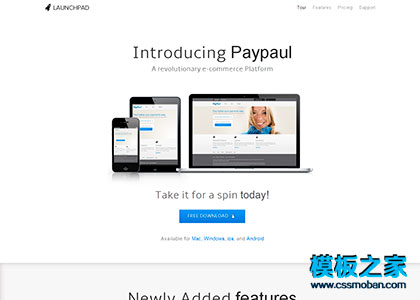 LAUNCHPAD
Tour Features Pricing Support
Introducing Paypaul
A revolutionary e-commerce Platform
Take it for a spin today!
FREE DOWNLOAD
Available for Mac, Windows, ios, and Android
Newly Added features
模板之家
www.cssmoban.com